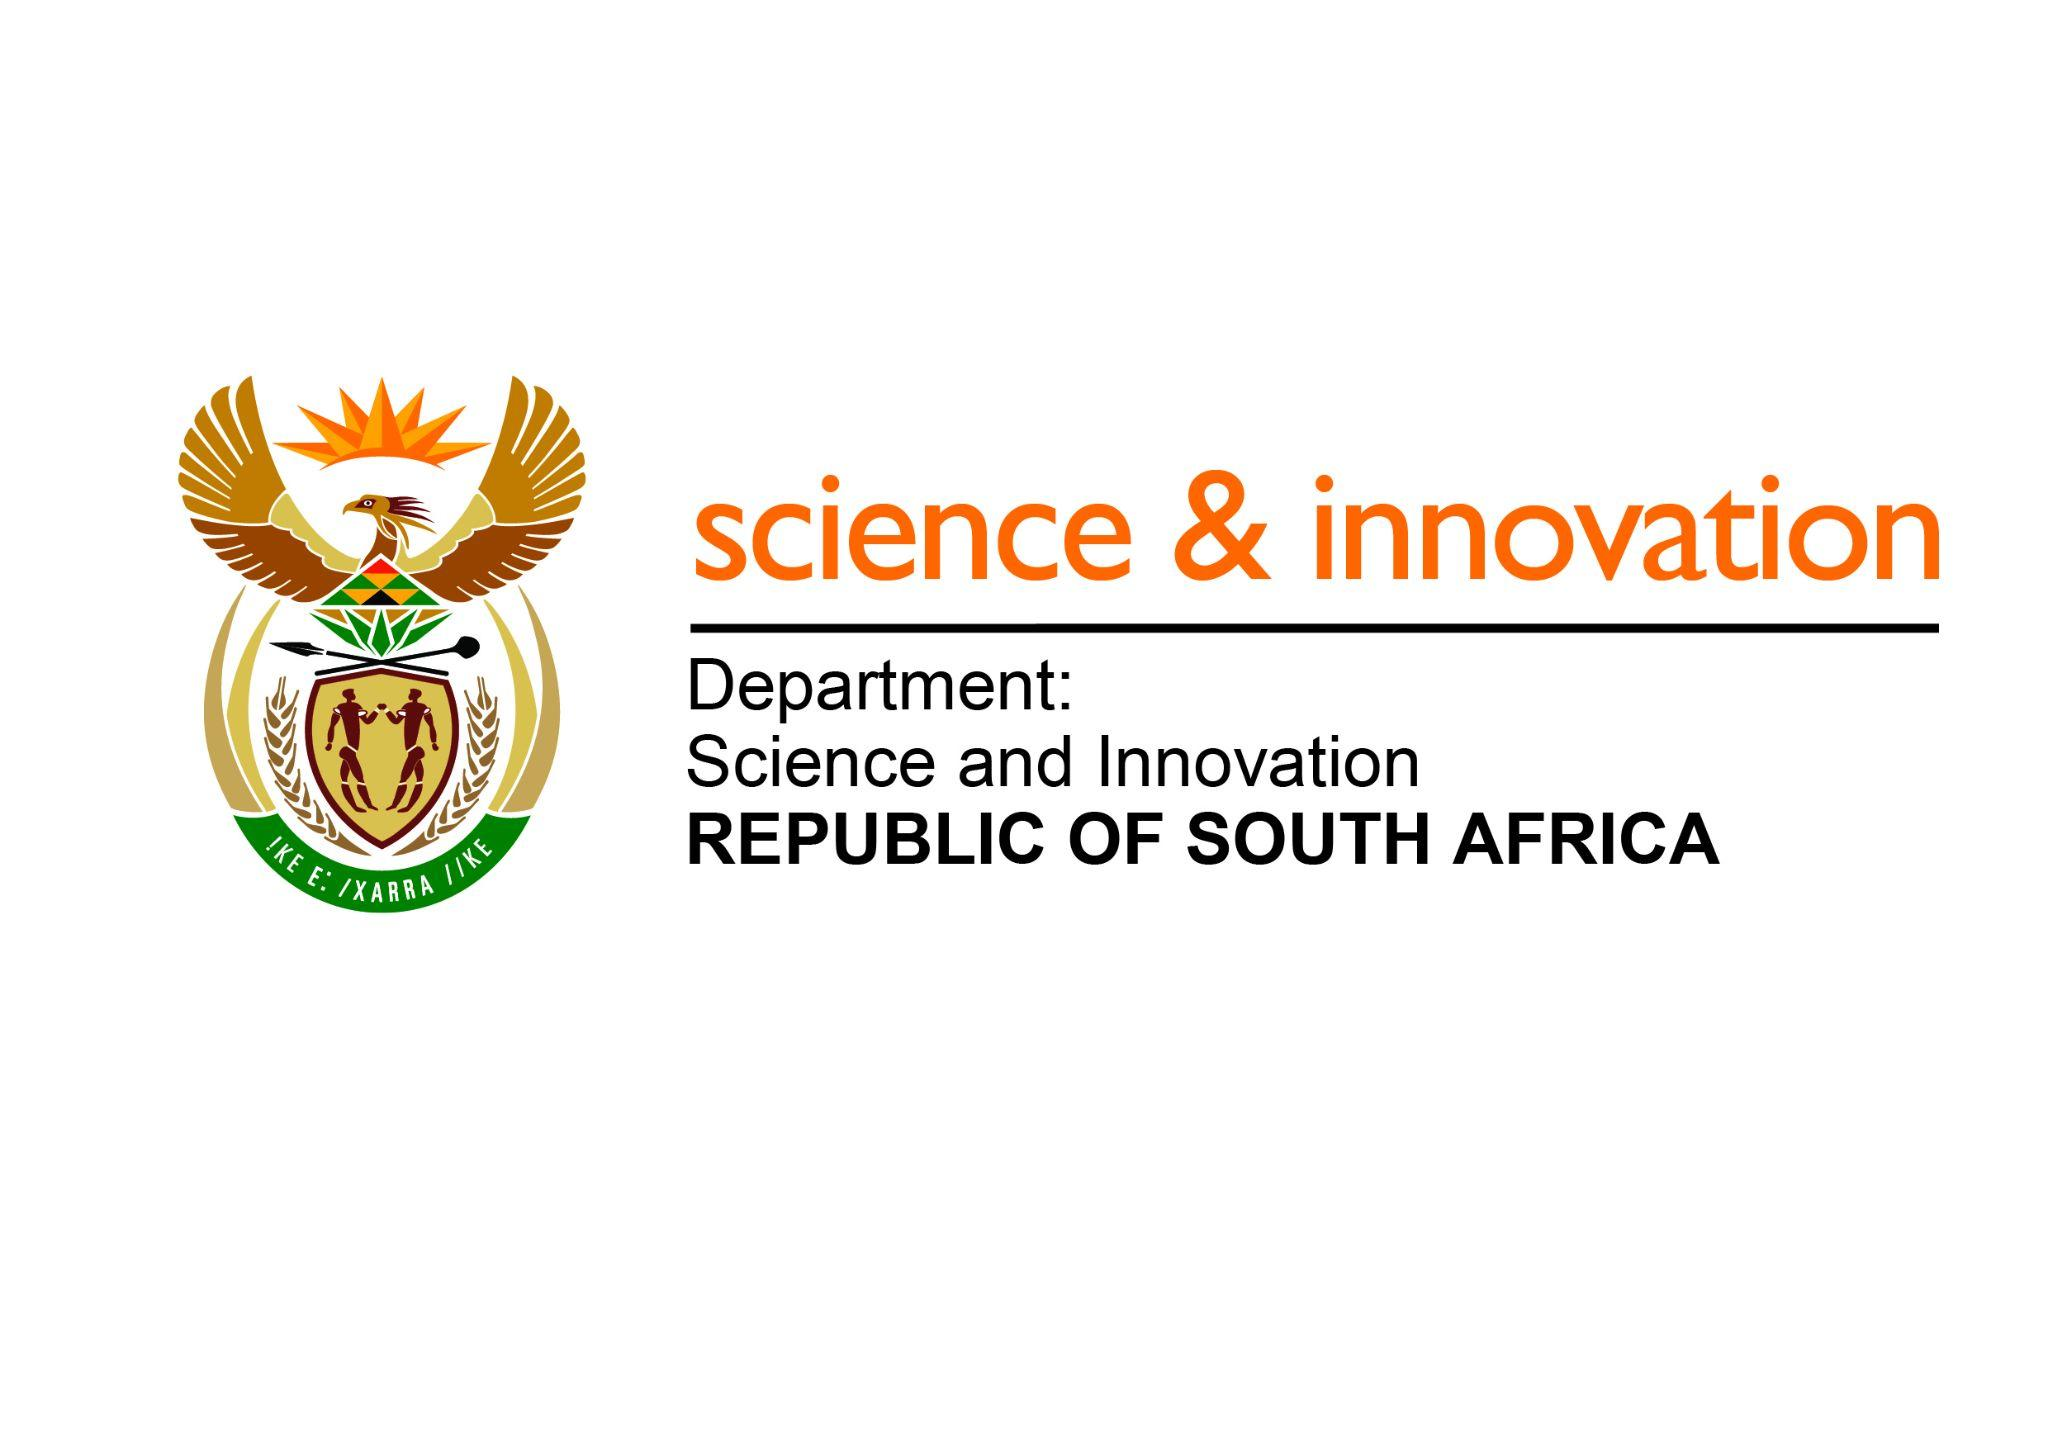 science & innovation
Department:
Science and Innovation
REPUBLIC OF SOUTH AFRICA
!KE E: /XARRA //KE